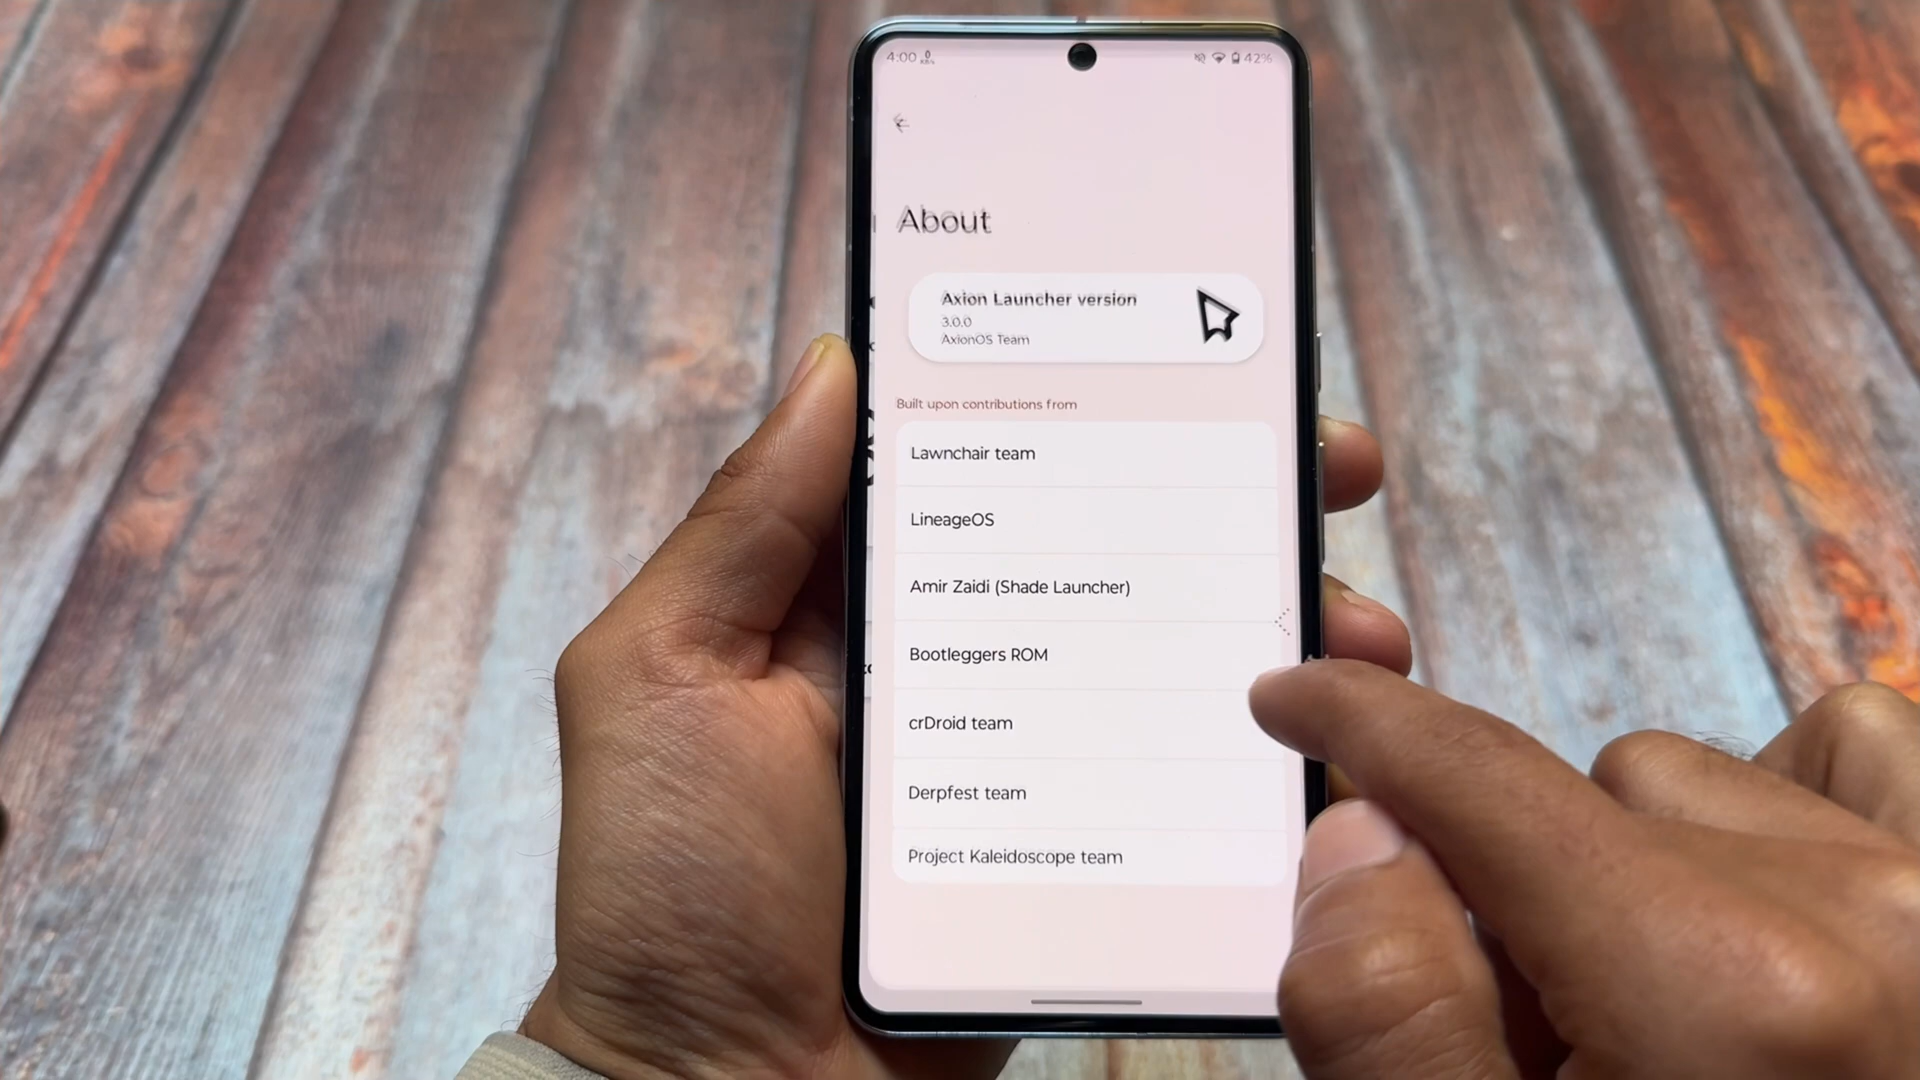 4:00
42%
About
Axion Launcher version
3.0.0
AxionOS Team
Built upon contributions from
Lawnchair team
LineageOS
Amir Zaidi (Shade Launcher)
Bootleggers ROM
crDroid team
Derpfest team
Project Kaleidoscope team